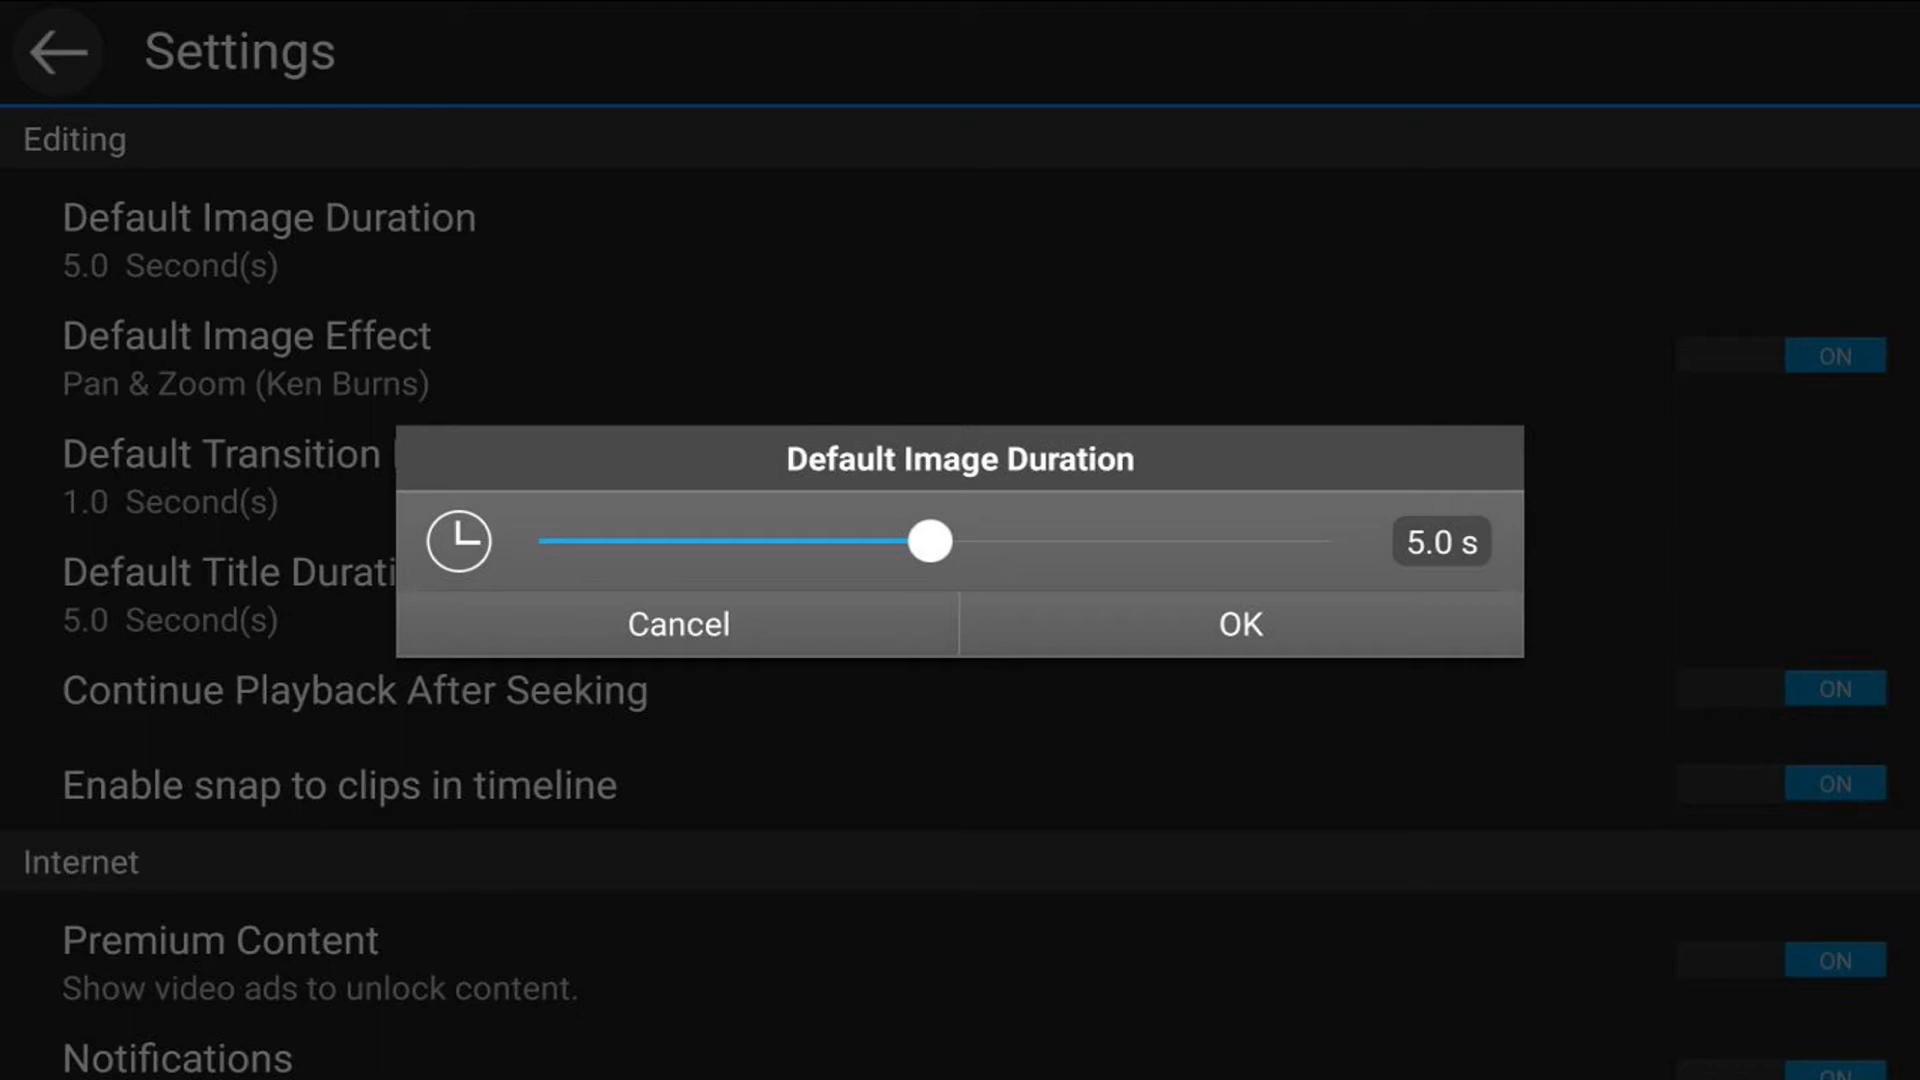 Settings
Editing
Default Image Duration
5.0 Second(s)
Default Image Effect
Pan & Zoom (Ken Burns)
ON
Default Transition
1.0 Second(s)
Default Title
5.0 Second(s)
Default Image Duration
5.0 s
Cancel
OK
Continue Playback After Seeking
ON
Enable snap to clips in timeline
ON
Internet
Premium Content
Show video ads to unlock content.
ON
Notifications
ON